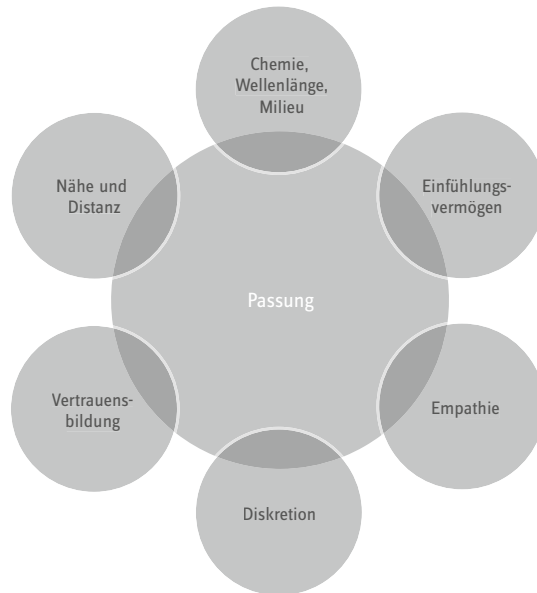 Chemie,
Wellenlänge,
Milieu
Einfühlungs-
vermögen
Empathie
Diskretion
Vertrauens-
bildung
Nähe und
Distanz
Passung